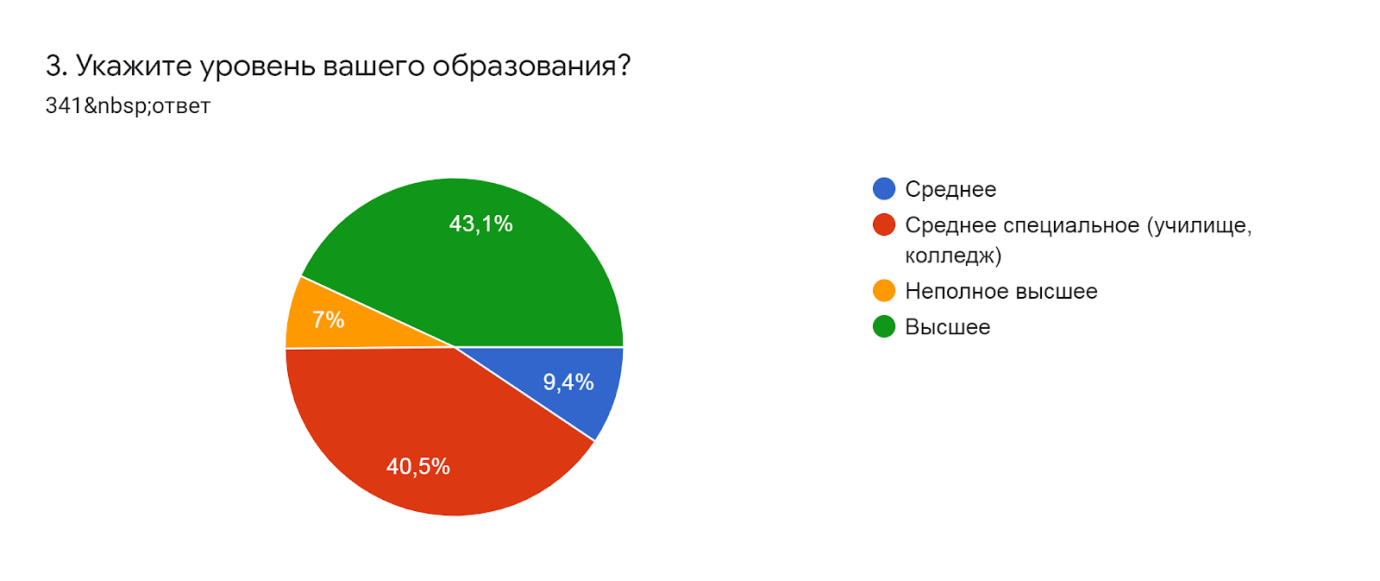 3. Укажите уровень вашего образования?
341&nbsp;ответ
43,1%
7%
9,4%
40,5%
Среднее
Среднее специальное (училище,
колледж)
Неполное высшее
Высшее